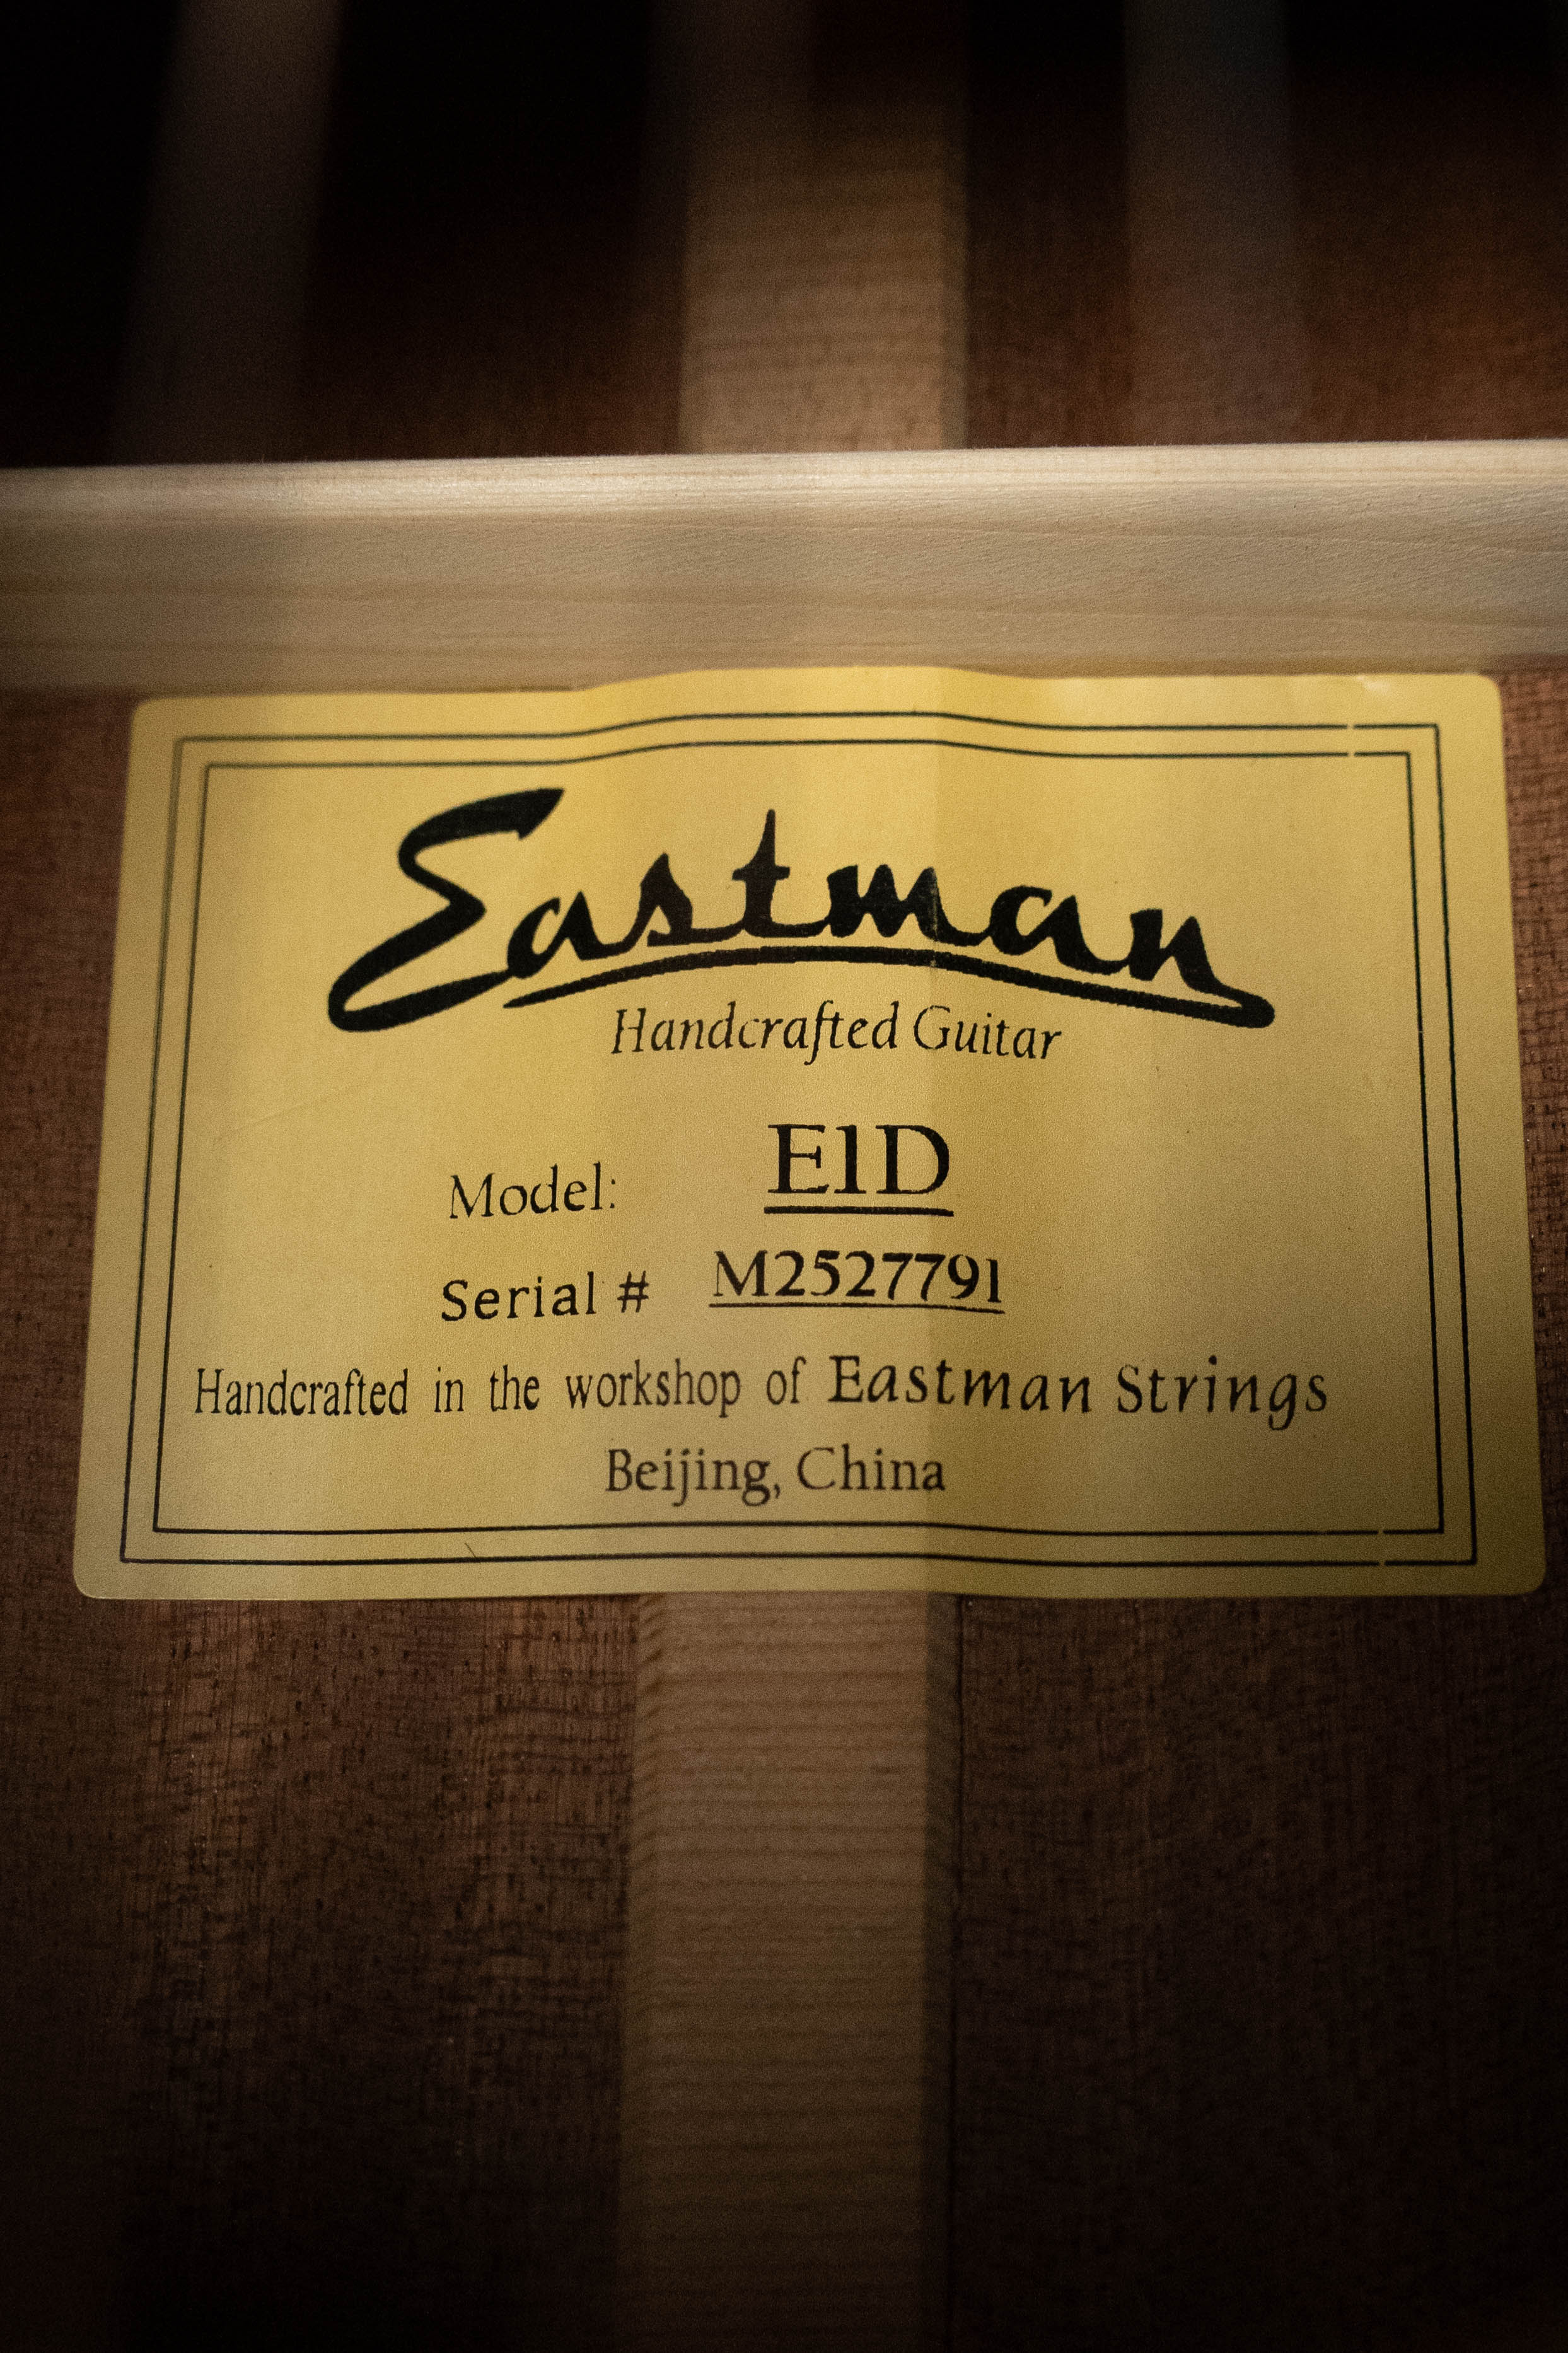 Eastman
Handcrafted Guitar
Model: E1D
Serial # M2527791
Handcrafted in the workshop of Eastman Strings
Beijing, China